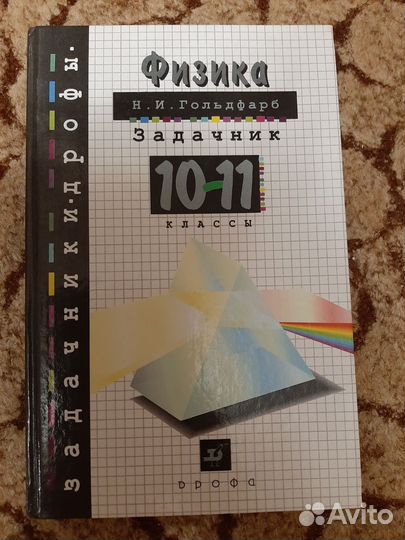 Физика
Н.И.Гольдфарб
Задачник
10-11
классы
задачники.дрофы.
Дрофа
Avito